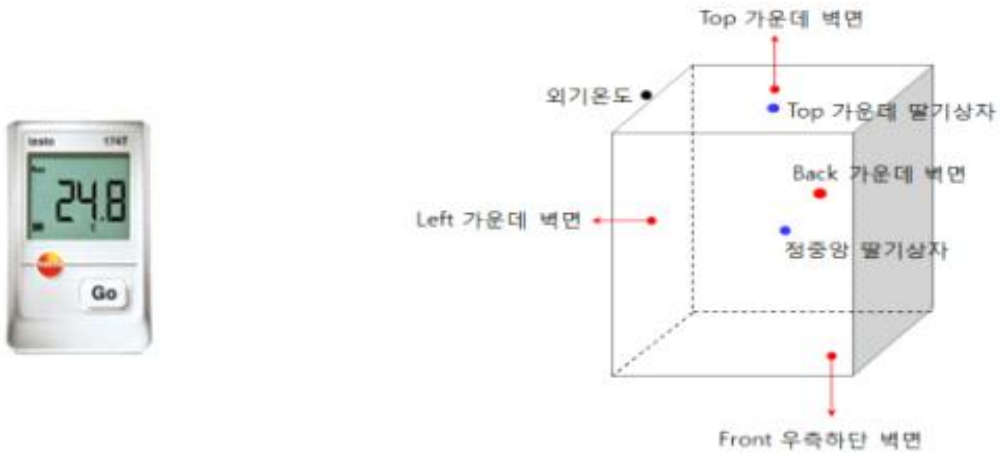 testo 174T
24.8
Go
Top 가운데 벽면
외기온도
Top 가운데 딸기상자
Back 가운데 벽면
Left 가운데 벽면
정중앙 딸기상자
Front 우측하단 벽면